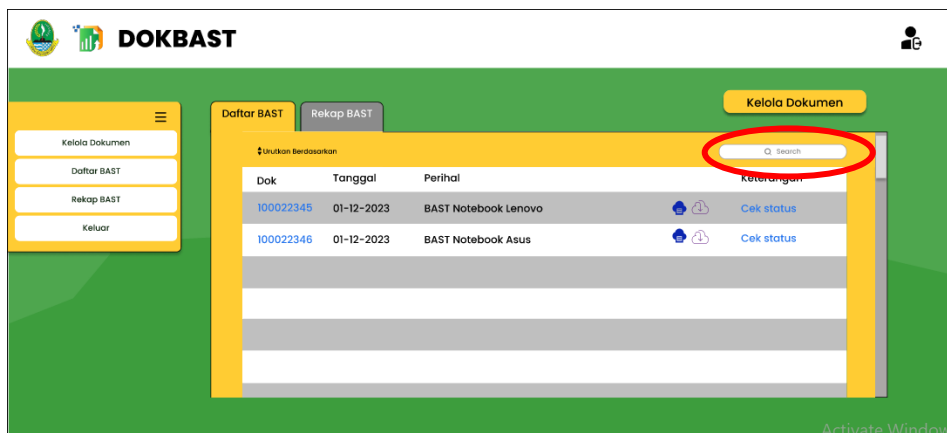 DOKBAST
Kelola Dokumen
Daftar BAST
Rekap BAST
Kelola Dokumen
Daftar BAST
Rekap BAST
Keluar
Urutkan Berdasarkan
Search
Dok Tanggal Perihal Keterangan
100022345 01-12-2023 BAST Notebook Lenovo Cek status
100022346 01-12-2023 BAST Notebook Asus Cek status
Activate Window